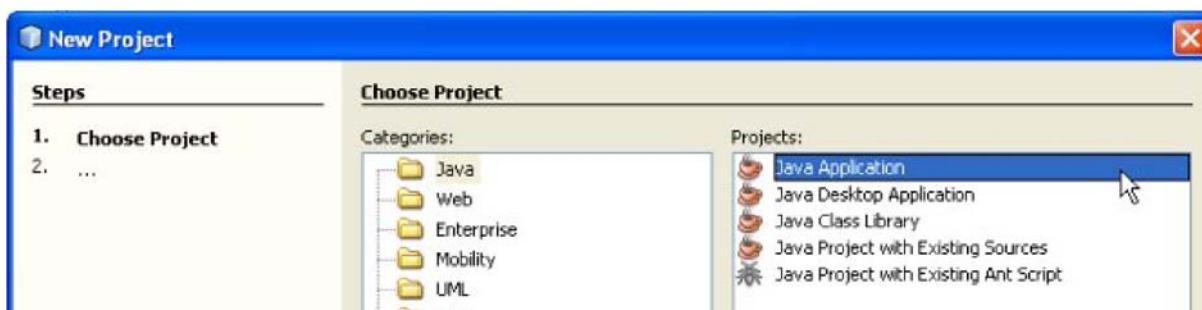 New Project
Steps
1. Choose Project
2. ...
Choose Project
Categories:
Java
Web
Enterprise
Mobility
UML
Projects:
Java Application
Java Desktop Application
Java Class Library
Java Project with Existing Sources
Java Project with Existing Ant Script